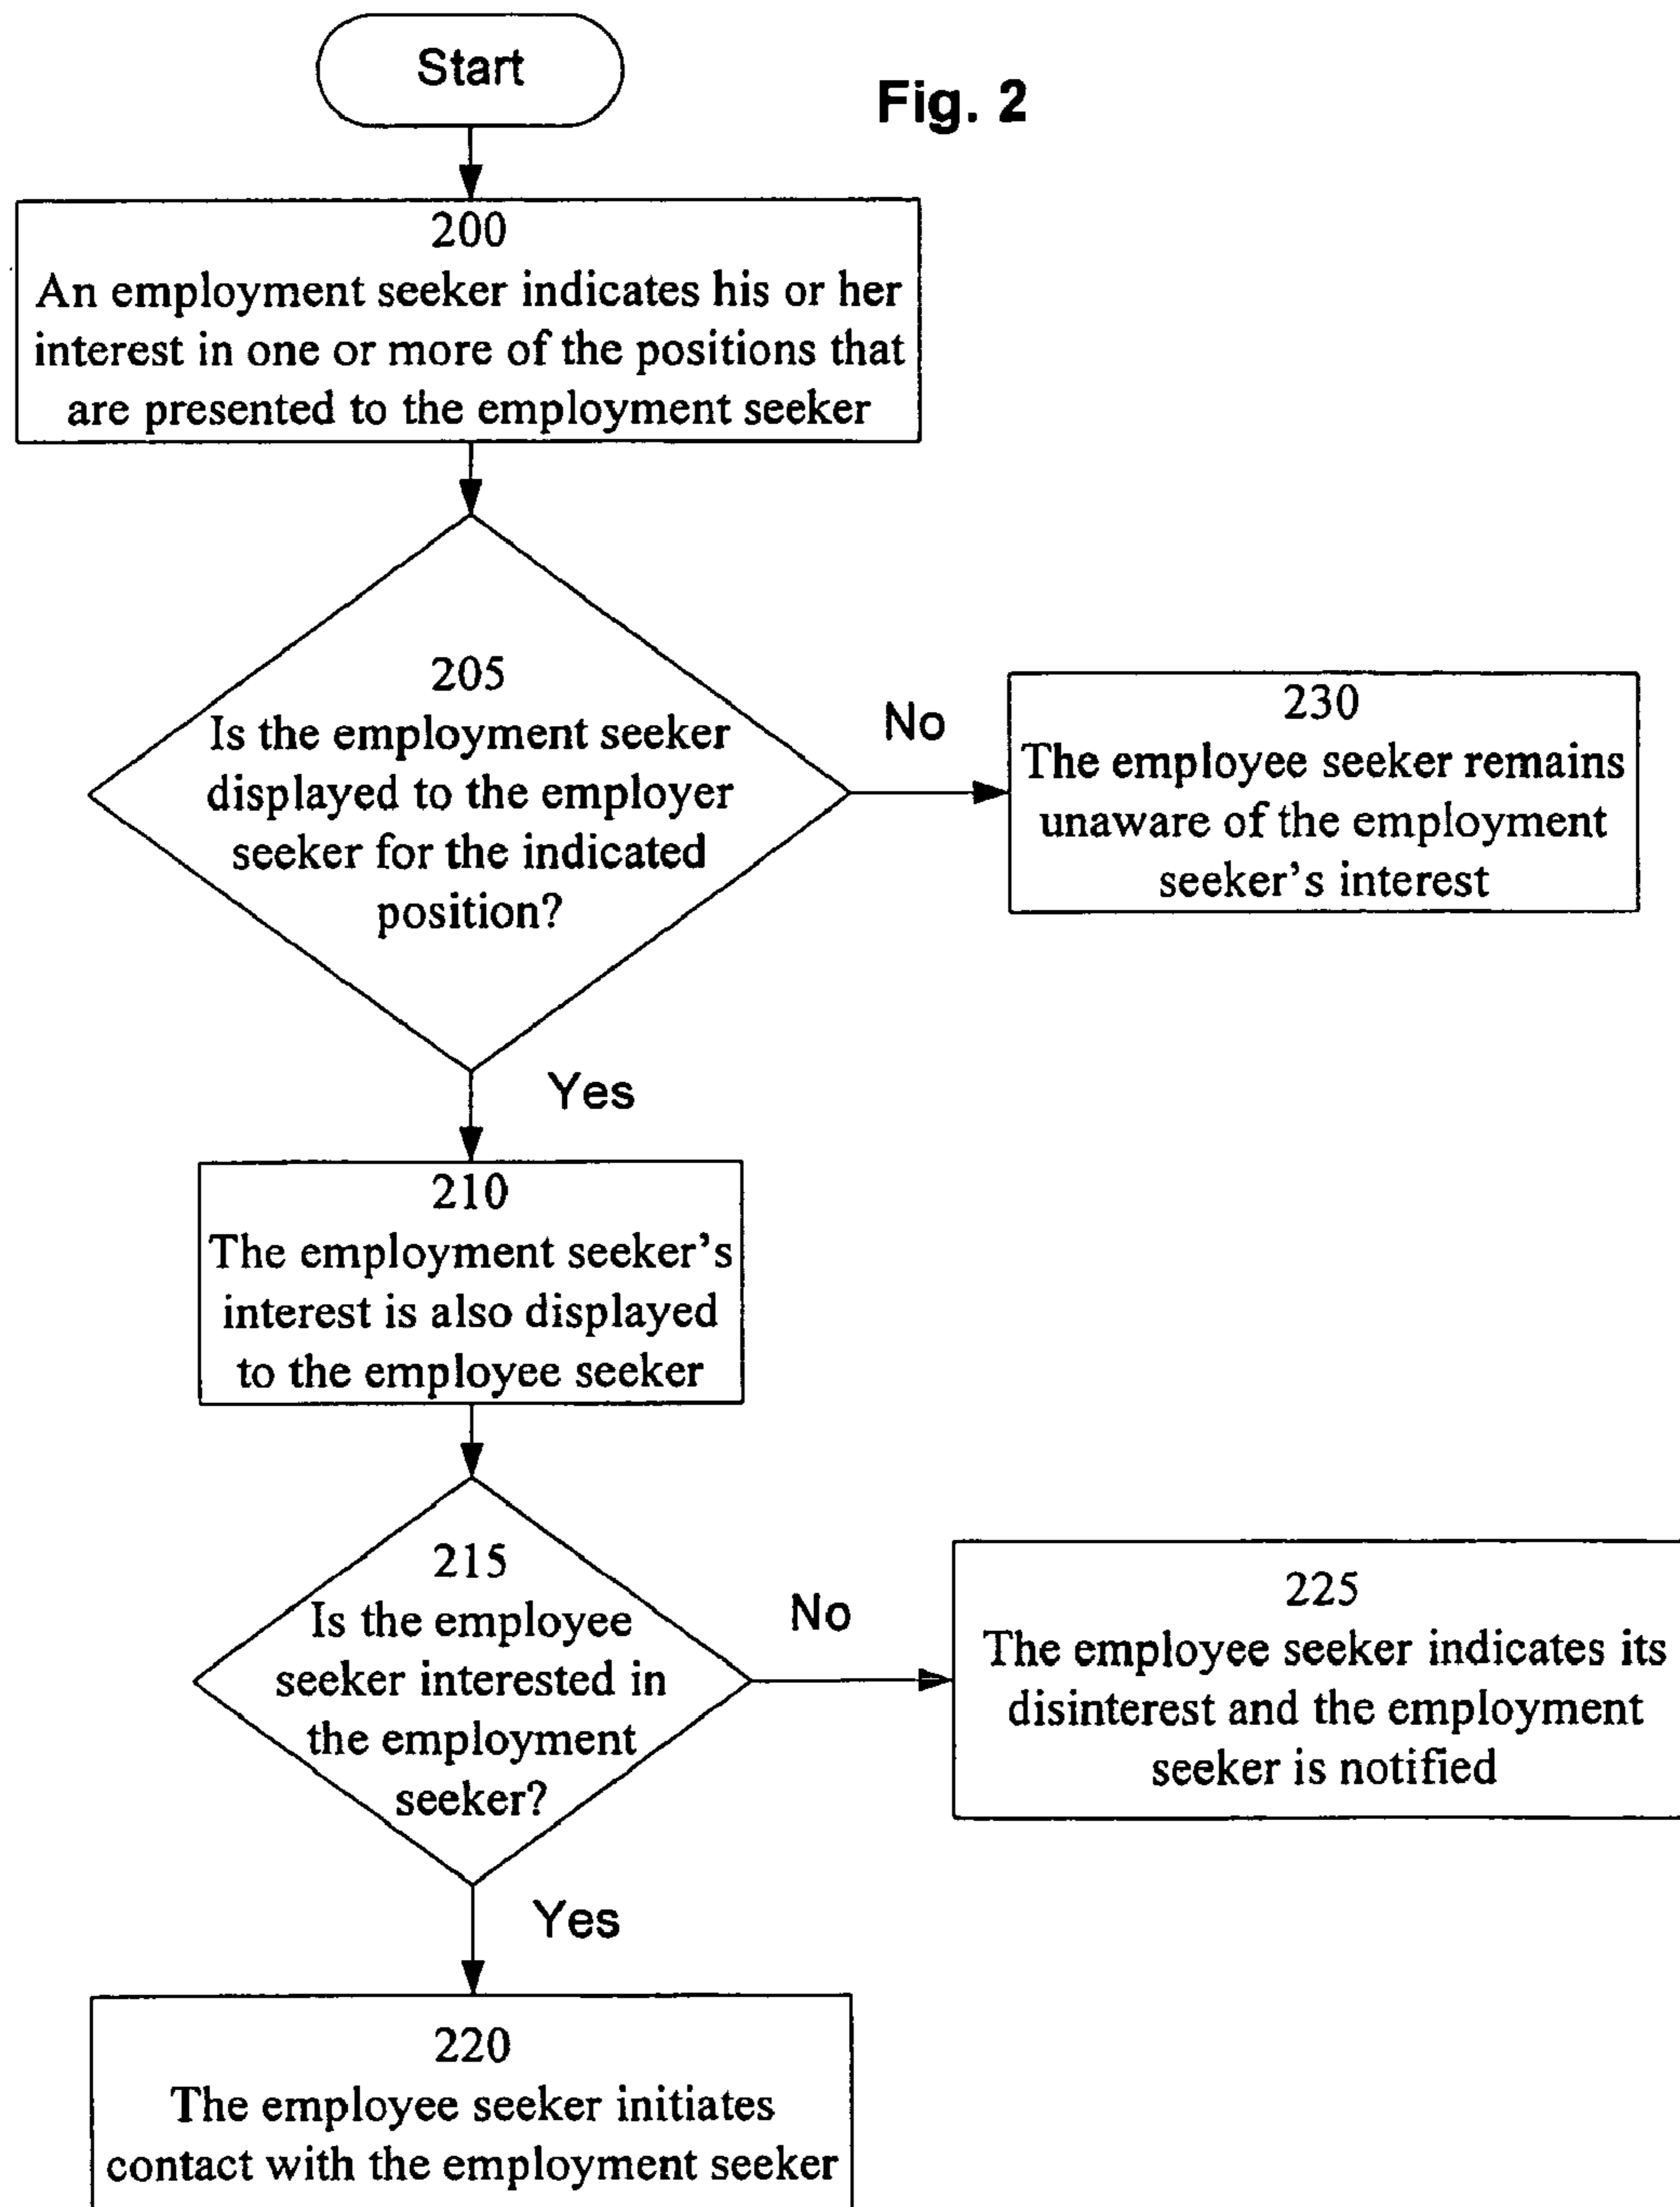 Start
Fig. 2
200
An employment seeker indicates his or her
interest in one or more of the positions that
are presented to the employment seeker
205
Is the employment seeker
displayed to the employer
seeker for the indicated
position?
No
230
The employee seeker remains
unaware of the employment
seeker's interest
Yes
210
The employment seeker's
interest is also displayed
to the employee seeker
215
Is the employee
seeker interested in
the employment
seeker?
No
225
The employee seeker indicates its
disinterest and the employment
seeker is notified
Yes
220
The employee seeker initiates
contact with the employment seeker